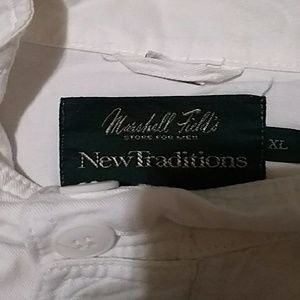 Marshall Field's
STORE FOR MEN
New Traditions
XL